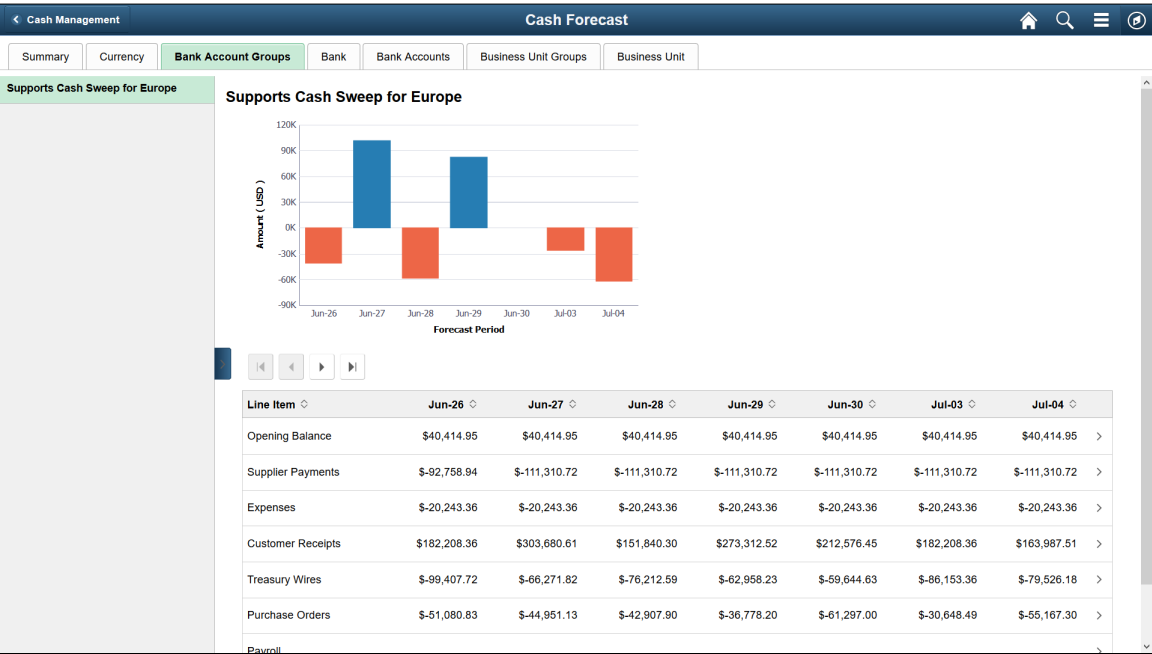 Cash Management
Cash Forecast
Summary Currency Bank Account Groups Bank Bank Accounts Business Unit Groups Business Unit
Supports Cash Sweep for Europe
Supports Cash Sweep for Europe
120K
90K
60K
30K
0K
-30K
-60K
-90K
Amount ( USD )
Jun-26 Jun-27 Jun-28 Jun-29 Jun-30 Jul-03 Jul-04
Forecast Period
Line Item Jun-26 Jun-27 Jun-28 Jun-29 Jun-30 Jul-03 Jul-04
Opening Balance $40,414.95 $40,414.95 $40,414.95 $40,414.95 $40,414.95 $40,414.95 $40,414.95
Supplier Payments $-92,758.94 $-111,310.72 $-111,310.72 $-111,310.72 $-111,310.72 $-111,310.72 $-111,310.72
Expenses $-20,243.36 $-20,243.36 $-20,243.36 $-20,243.36 $-20,243.36 $-20,243.36 $-20,243.36
Customer Receipts $182,208.36 $303,680.61 $151,840.30 $273,312.52 $212,576.45 $182,208.36 $163,987.51
Treasury Wires $-99,407.72 $-66,271.82 $-76,212.59 $-62,958.23 $-59,644.63 $-86,153.36 $-79,526.18
Purchase Orders $-51,080.83 $-44,951.13 $-42,907.90 $-36,778.20 $-61,297.00 $-30,648.49 $-55,167.30
Payroll